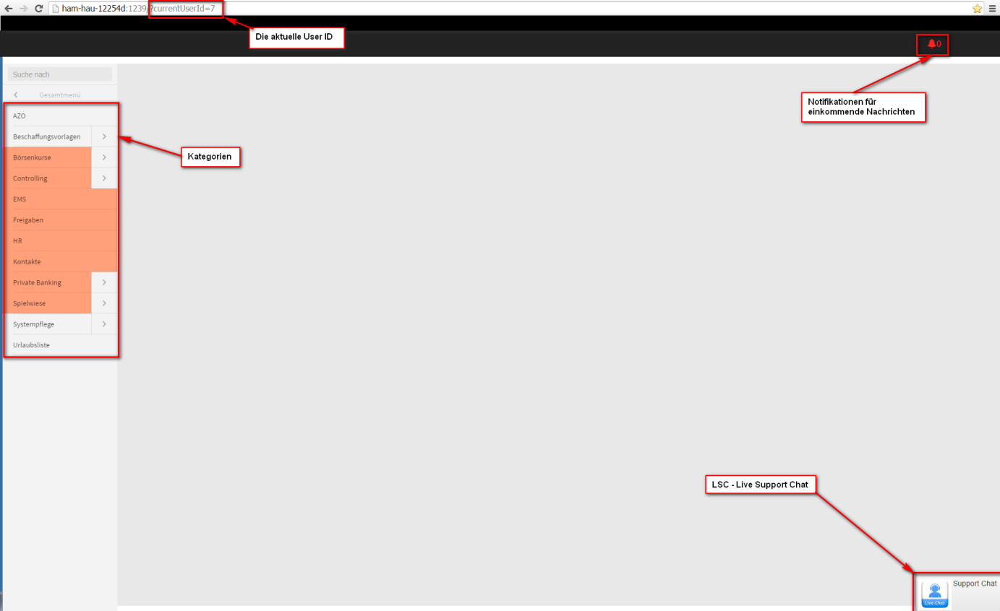 ham-hau-12254d:1239/?currentUserId=7
Die aktuelle User ID
0
Suche nach
Gesamtmenü
Notifikationen für
einkommende Nachrichten
AZO
Beschaffungsvorlagen
Börsenkurse
Kategorien
Controlling
EMS
Freigaben
HR
Kontakte
Private Banking
Spielwiese
Systempflege
Urlaubsliste
LSC - Live Support Chat
Support Chat
Live Chat